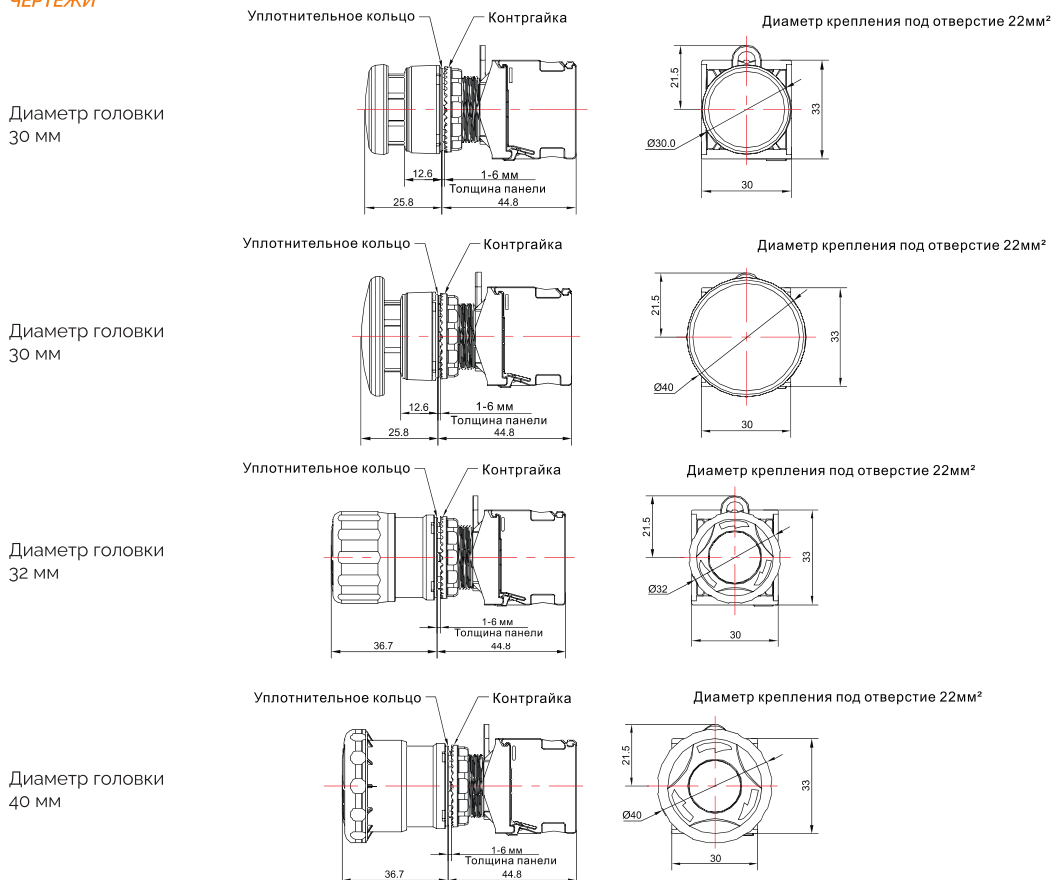 ЧЕРТЕЖИ
Уплотнительное кольцо
Контргайка
Диаметр крепления под отверстие 22мм²
Диаметр головки
30 мм
12.6
1-6 мм
Толщина панели
25.8
44.8
21.5
33
Ø30.0
30
Уплотнительное кольцо
Контргайка
Диаметр крепления под отверстие 22мм²
Диаметр головки
30 мм
12.6
1-6 мм
Толщина панели
25.8
44.8
21.5
33
Ø40
30
Уплотнительное кольцо
Контргайка
Диаметр крепления под отверстие 22мм²
Диаметр головки
32 мм
1-6 мм
Толщина панели
36.7
44.8
21.5
33
Ø32
30
Уплотнительное кольцо
Контргайка
Диаметр крепления под отверстие 22мм²
Диаметр головки
40 мм
1-6 мм
Толщина панели
36.7
44.8
21.5
33
Ø40
30